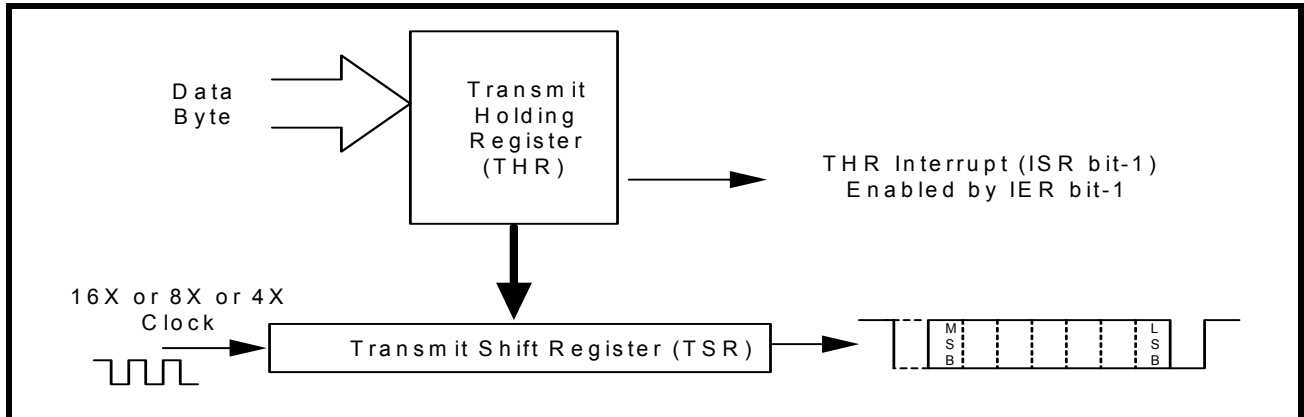 Data
Byte
Transmit
Holding
Register
(THR)
THR Interrupt (ISR bit-1)
Enabled by IER bit-1
16X or 8X or 4X
Clock
Transmit Shift Register (TSR)
M
S
B
L
S
B